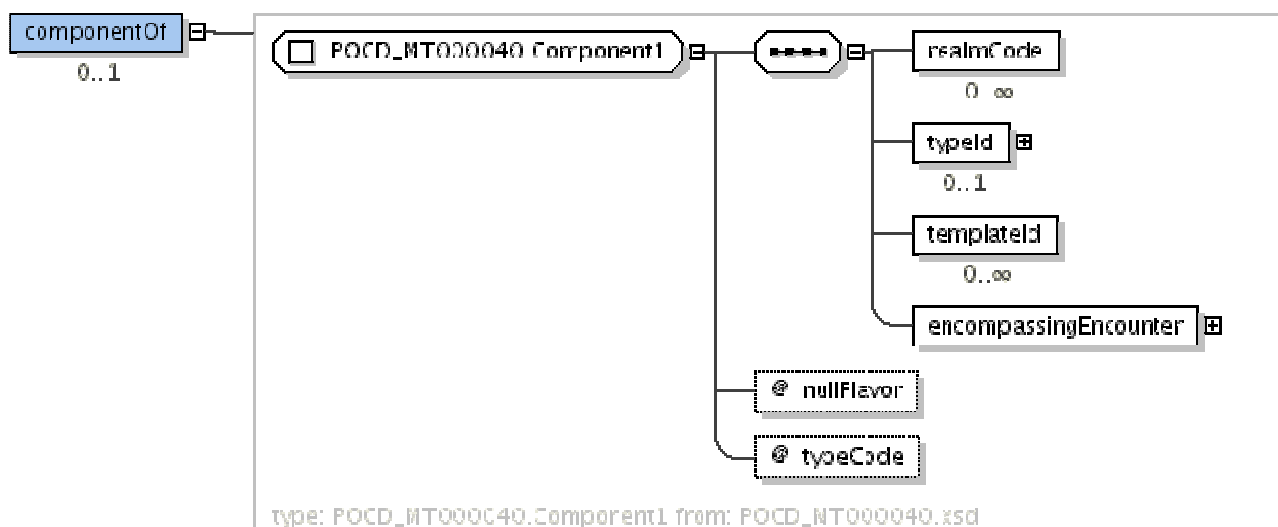 componentOf
0..1
POCD_MT000040.Component1
realmCode
0..∞
typeId
0..1
templateId
0..∞
encompassingEncounter
@ nullFlavor
@ typeCode
type: POCD_MT000040.Component1 from: POCD_MT000040.xsd